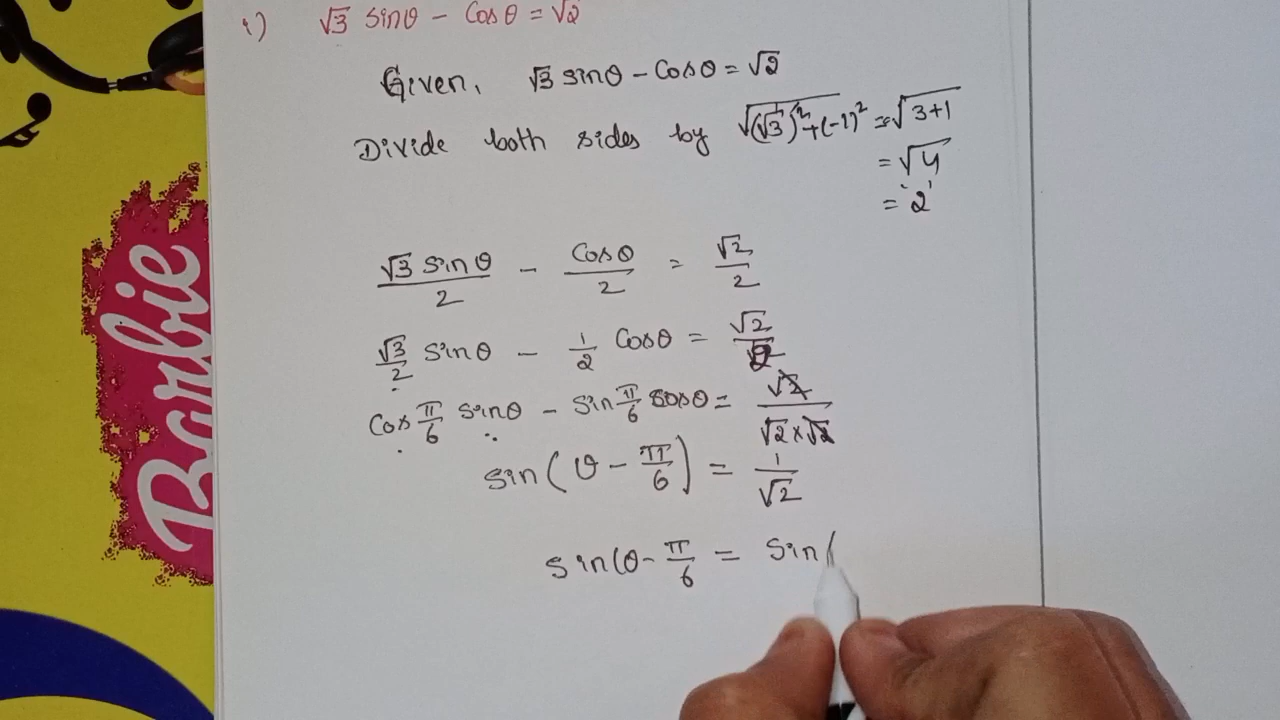 i) √3 sinθ - Cosθ = √2
Given, √3 sinθ - Cosθ = √2
Divide both sides by √(√3)²+(-1)² = √3+1
= √4
= 2
√3 sinθ/2 - Cosθ/2 = √2/2
√3/2 sinθ - 1/2 Cosθ = √2/2
Cos π/6 sinθ - sin π/6 cosθ = √2/√2×√2
sin(θ - π/6) = 1/√2
sin(θ - π/6 = sin(
Barbie